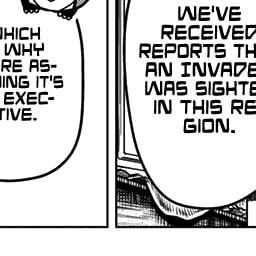 WE'VE
RECEIVED
REPORTS TH
AN INVADE
WAS SIGHTE
IN THIS RE
GION.
HICH
WHY
RE AS-
ING IT'S
EXEC-
TIVE.